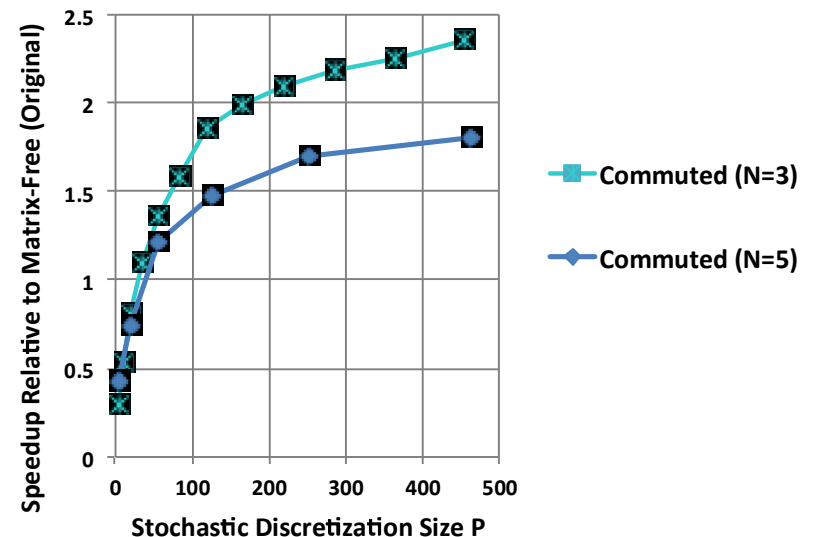 Speedup Relative to Matrix-Free (Original)
2.5
2
1.5
1
0.5
0
0 100 200 300 400 500
Stochastic Discretization Size P
Commuted (N=3)
Commuted (N=5)